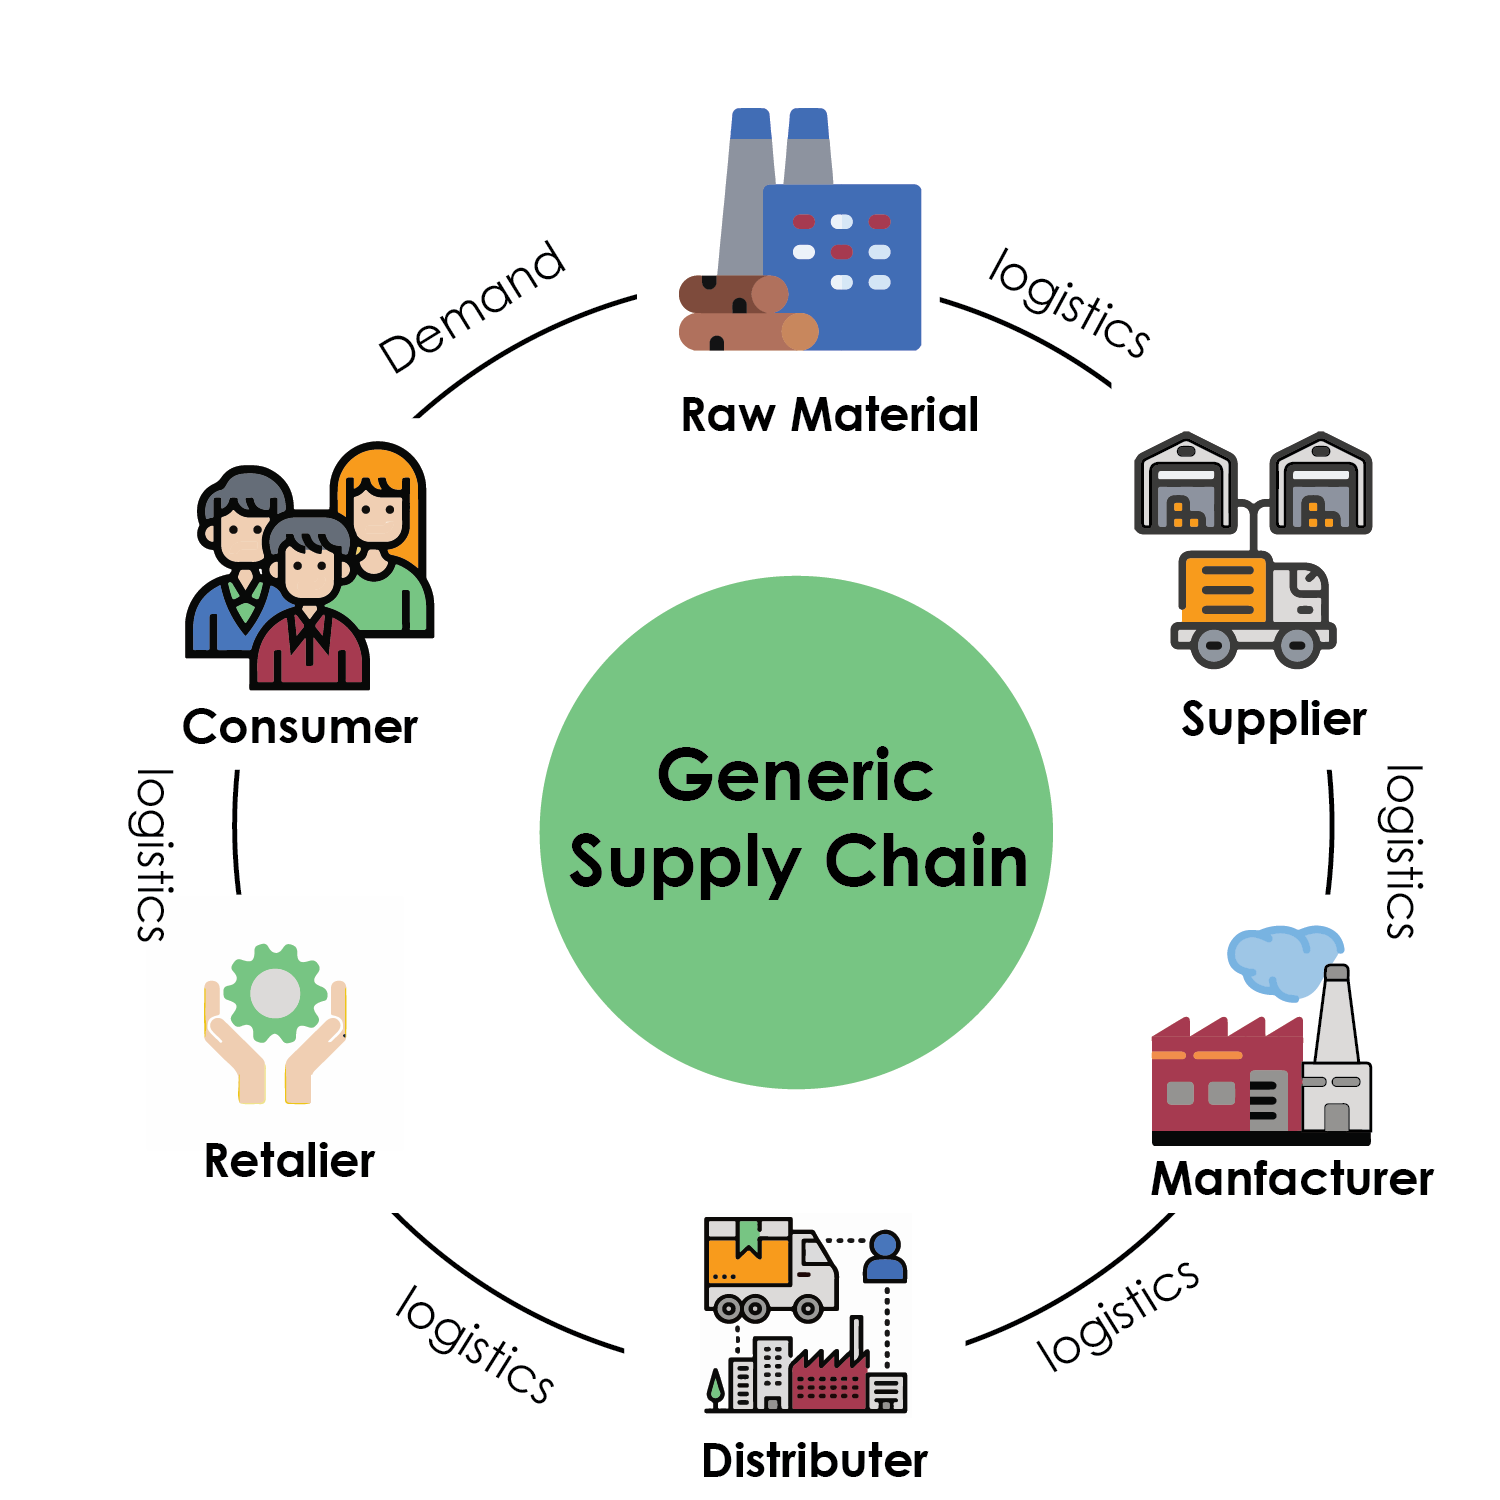 Demand
logistics
Raw Material
Consumer
Supplier
Generic
Supply Chain
logistics
logistics
Retalier
Manfacturer
logistics
logistics
Distributer